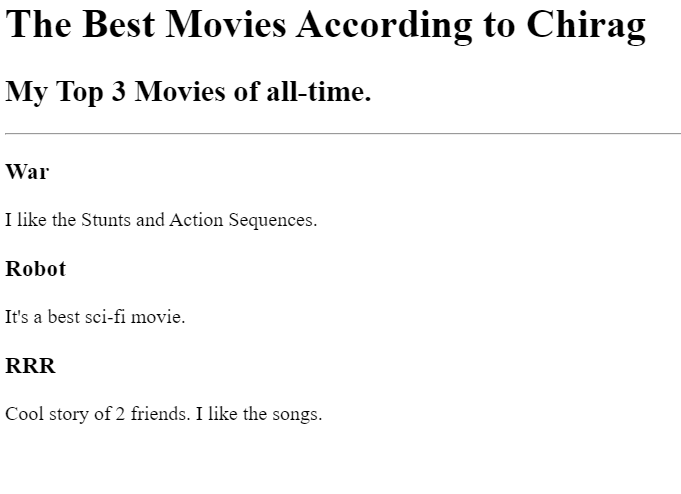 The Best Movies According to Chirag
My Top 3 Movies of all-time.
War
I like the Stunts and Action Sequences.
Robot
It's a best sci-fi movie.
RRR
Cool story of 2 friends. I like the songs.